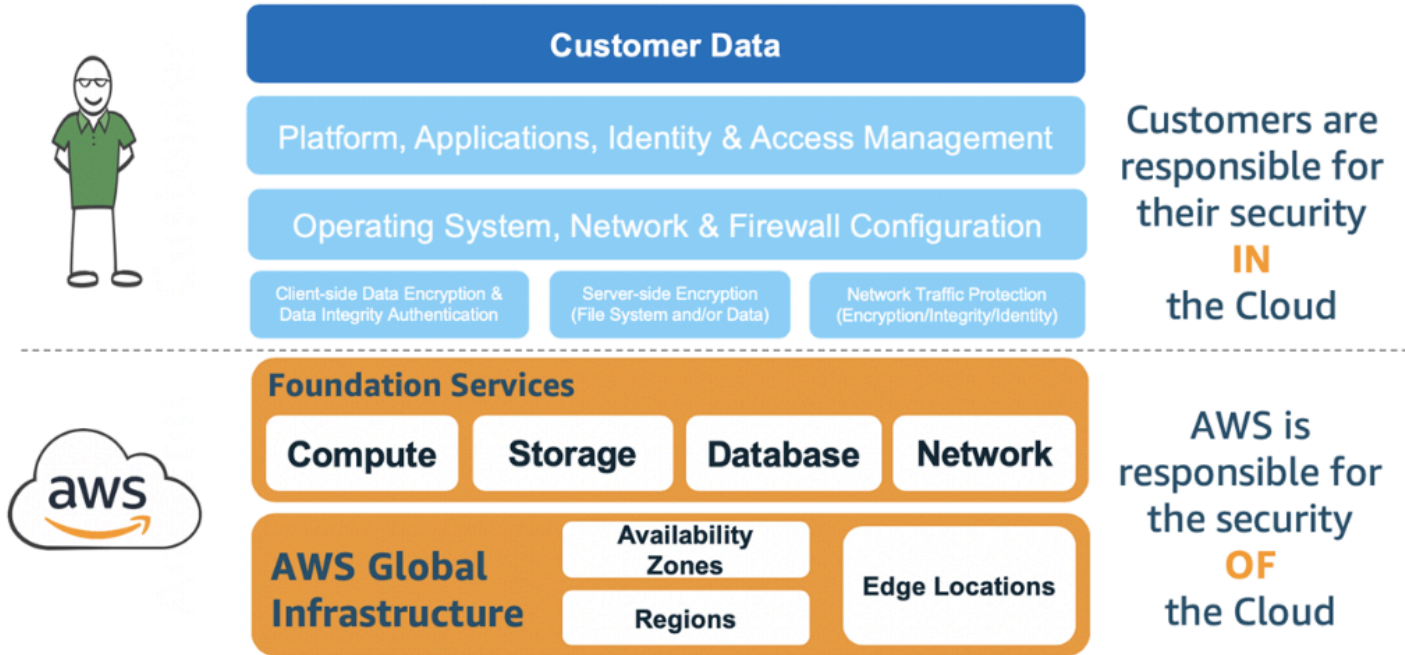 Customer Data
Platform, Applications, Identity & Access Management
Operating System, Network & Firewall Configuration
Client-side Data Encryption &
Data Integrity Authentication
Server-side Encryption
(File System and/or Data)
Network Traffic Protection
(Encryption/Integrity/Identity)
Customers are
responsible for
their security
IN
the Cloud
aws
Foundation Services
Compute
Storage
Database
Network
AWS Global
Infrastructure
Availability
Zones
Regions
Edge Locations
AWS is
responsible for
the security
OF
the Cloud